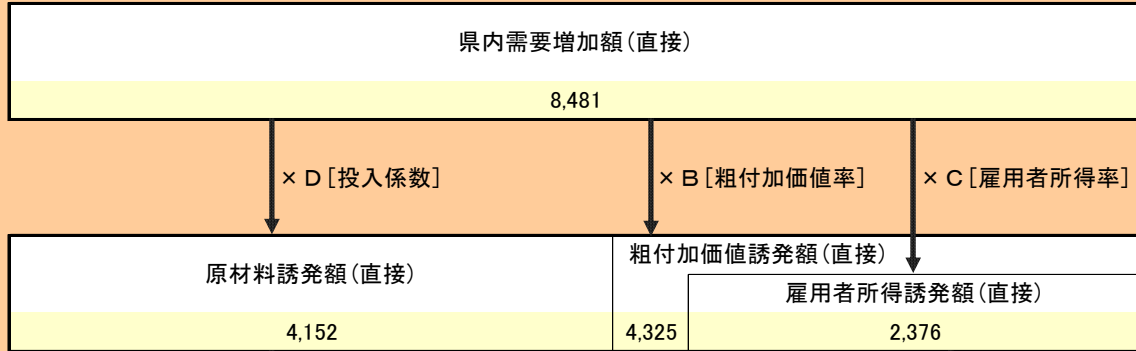 県内需要増加額(直接)
8,481
× D [投入係数]
× B [粗付加価値率]
× C [雇用者所得率]
原材料誘発額(直接)
粗付加価値誘発額(直接)
雇用者所得誘発額(直接)
4,152
4,325
2,376